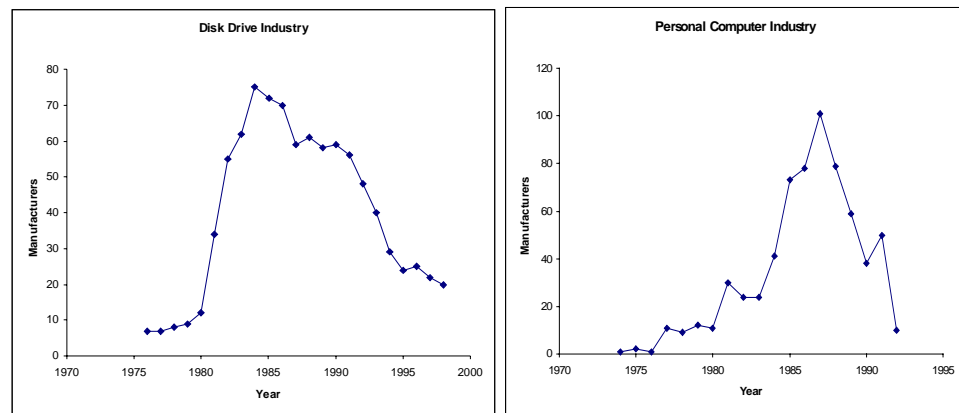 Disk Drive Industry
80
70
60
50
40
30
20
10
0
1970 1975 1980 1985 1990 1995 2000
Manufacturers
Year
Personal Computer Industry
120
100
80
60
40
20
0
1970 1975 1980 1985 1990 1995
Manufacturers
Year